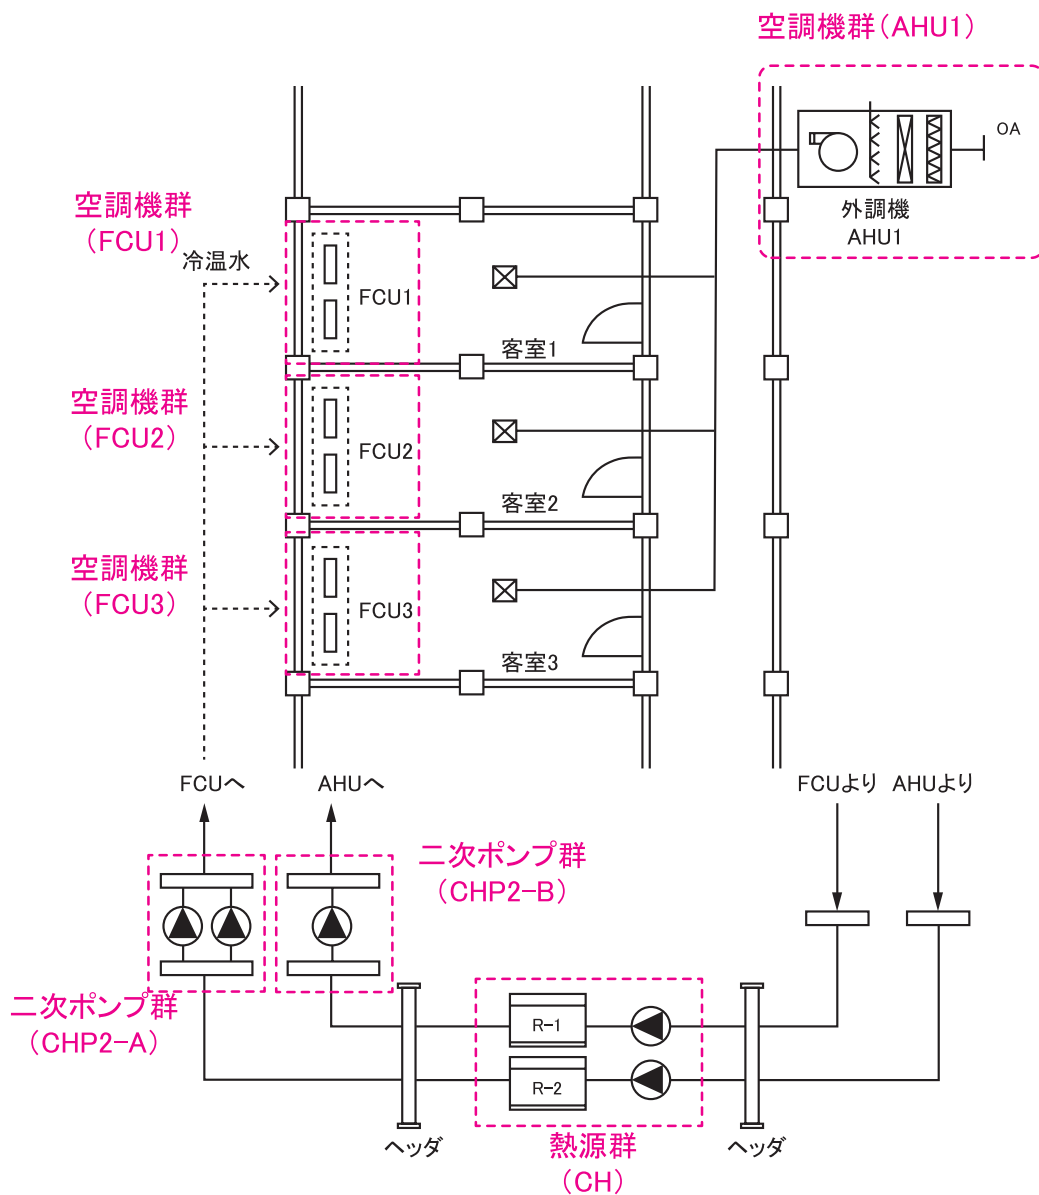 空調機群（AHU1）
OA
外調機
AHU1
空調機群
（FCU1）
冷温水
FCU1
客室1
空調機群
（FCU2）
FCU2
客室2
空調機群
（FCU3）
FCU3
客室3
FCUへ
AHUへ
FCUより
AHUより
二次ポンプ群
（CHP2-B）
二次ポンプ群
（CHP2-A）
R-1
R-2
ヘッダ
ヘッダ
熱源群
（CH）